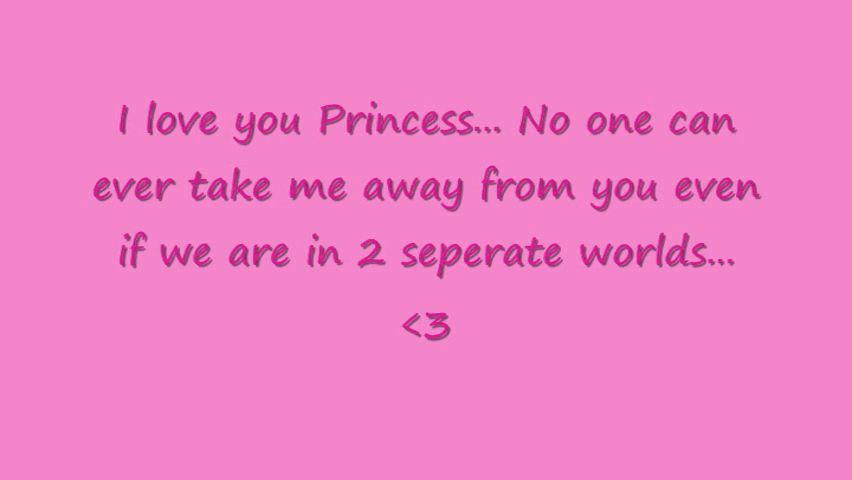 I love you Princess... No one can
ever take me away from you even
if we are in 2 seperate worlds...
<3